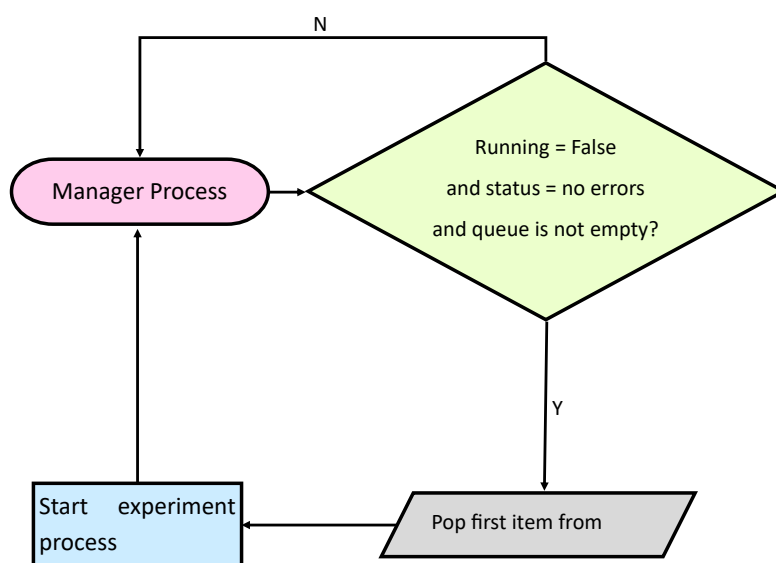 N
Manager Process
Running = False
and status = no errors
and queue is not empty?
Y
Start experiment
process
Pop first item from